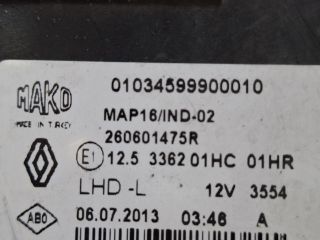 MAKO
MADE IN TURKEY
01034599900010
MAP16/IND-02
260601475R
E1 12.5 3362 01HC 01HR
LHD-L 12V 3554
ABO 06.07.2013 03:46 A